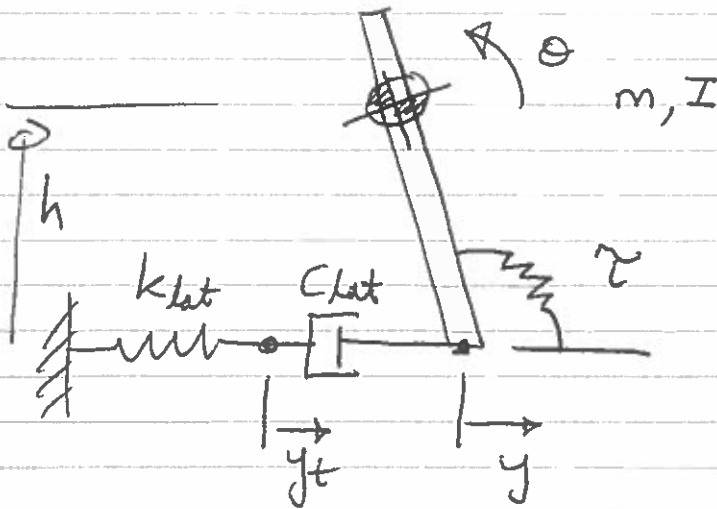 θ
m, I
h
k_lat
C_lat
τ
y_t
y